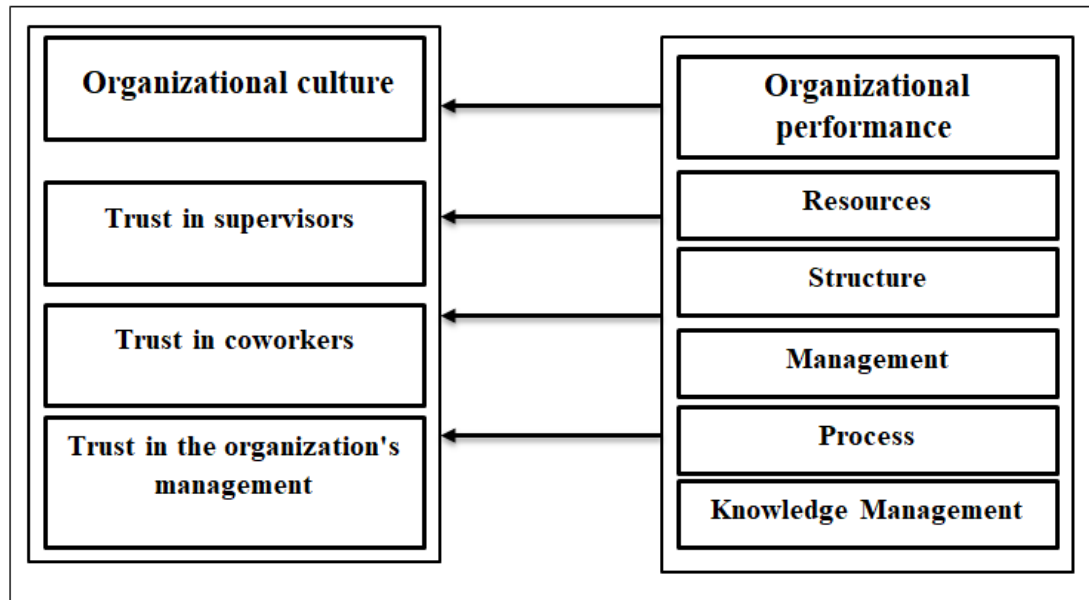 Organizational culture
Trust in supervisors
Trust in coworkers
Trust in the organization's
management
Organizational
performance
Resources
Structure
Management
Process
Knowledge Management